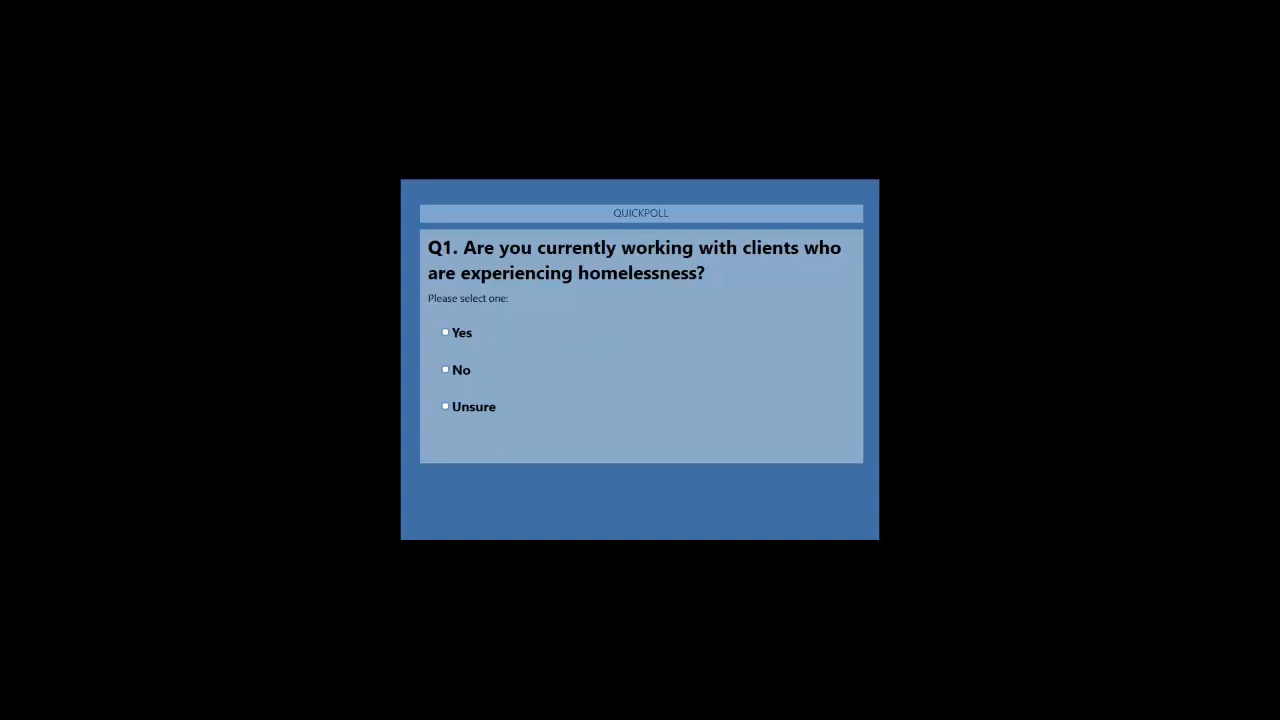 QUICKPOLL
Q1. Are you currently working with clients who
are experiencing homelessness?
Please select one:
Yes
No
Unsure